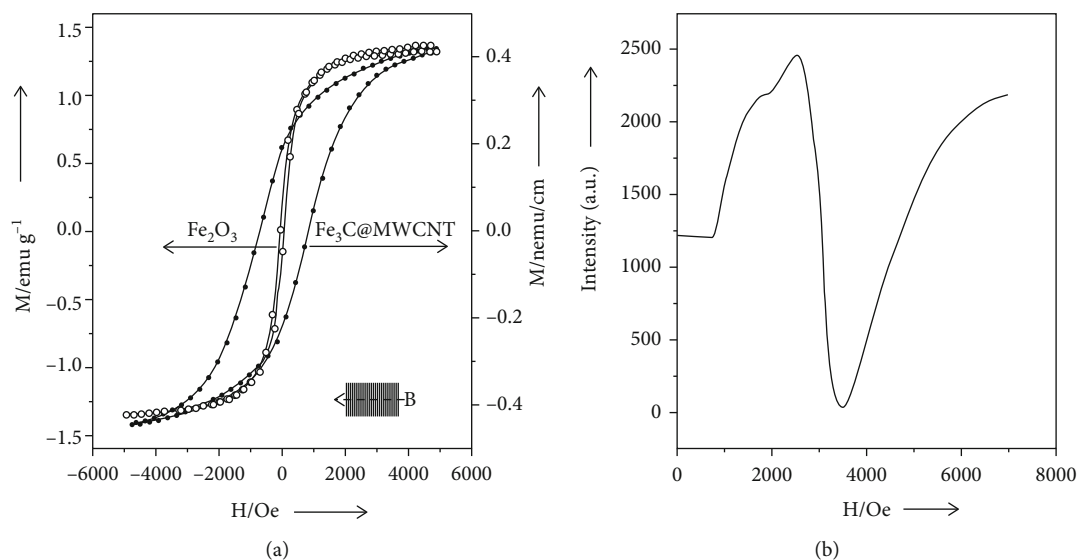 1.5
1.0
0.5
0.0
−0.5
−1.0
−1.5
M/emu g⁻¹
0.4
0.2
0.0
−0.2
−0.4
M/nemu/cm
Fe₂O₃
Fe₃C@MWCNT
B
−6000 −4000 −2000 0 2000 4000 6000
H/Oe
(a)
2500
2000
2500
1000
500
0
Intensity (a.u.)
0 2000 4000 6000 8000
H/Oe
(b)